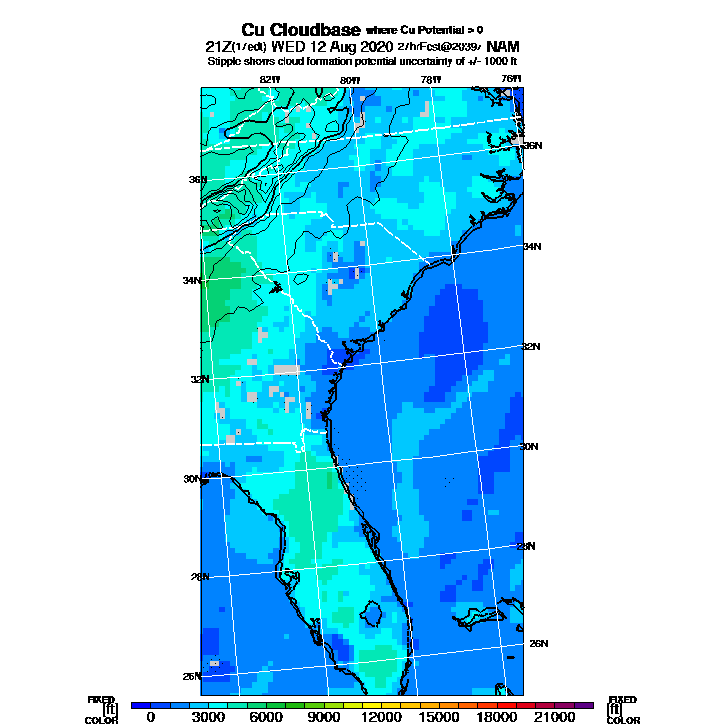 Cu Cloudbase where Cu Potential > 0
21Z(17edt) WED 12 Aug 2020 27hrFcst@2039z NAM
Stipple shows cloud formation potential uncertainty of +/- 1000 ft
82W 80W 78W 76W
36N 36N
34N 34N
32N 32N
30N 30N
28N 28N
26N 26N
FIXED [ft] COLOR 0 3000 6000 9000 12000 15000 18000 21000 FIXED [ft] COLOR